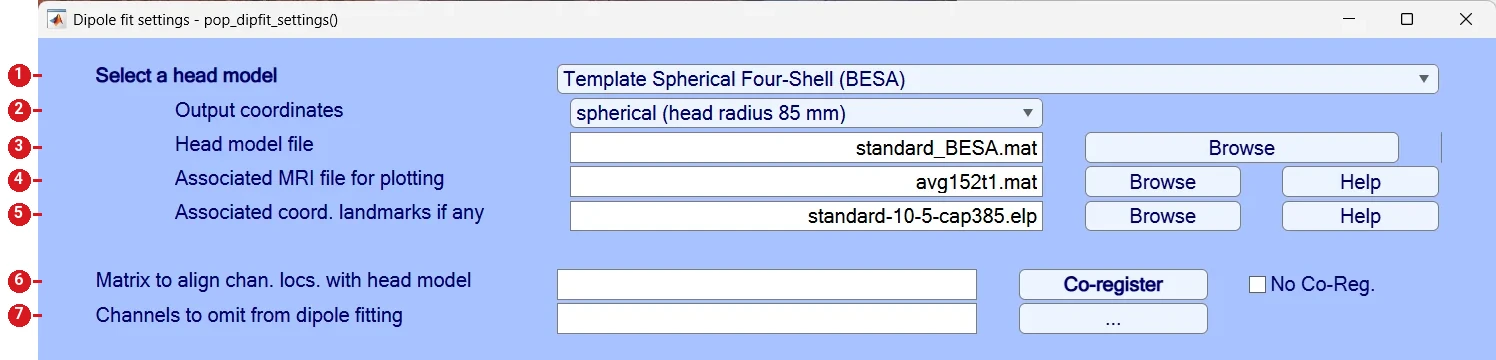 Dipole fit settings - pop_dipfit_settings()
1 Select a head model Template Spherical Four-Shell (BESA)
2 Output coordinates spherical (head radius 85 mm)
3 Head model file standard_BESA.mat Browse
4 Associated MRI file for plotting avg152t1.mat Browse Help
5 Associated coord. landmarks if any standard-10-5-cap385.elp Browse Help
6 Matrix to align chan. locs. with head model Co-register No Co-Reg.
7 Channels to omit from dipole fitting ...